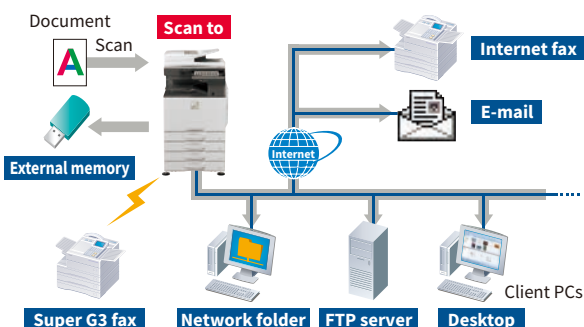 Document
Scan
A
Scan to
Internet fax
E-mail
Internet
External memory
Client PCs
Super G3 fax
Network folder
FTP server
Desktop